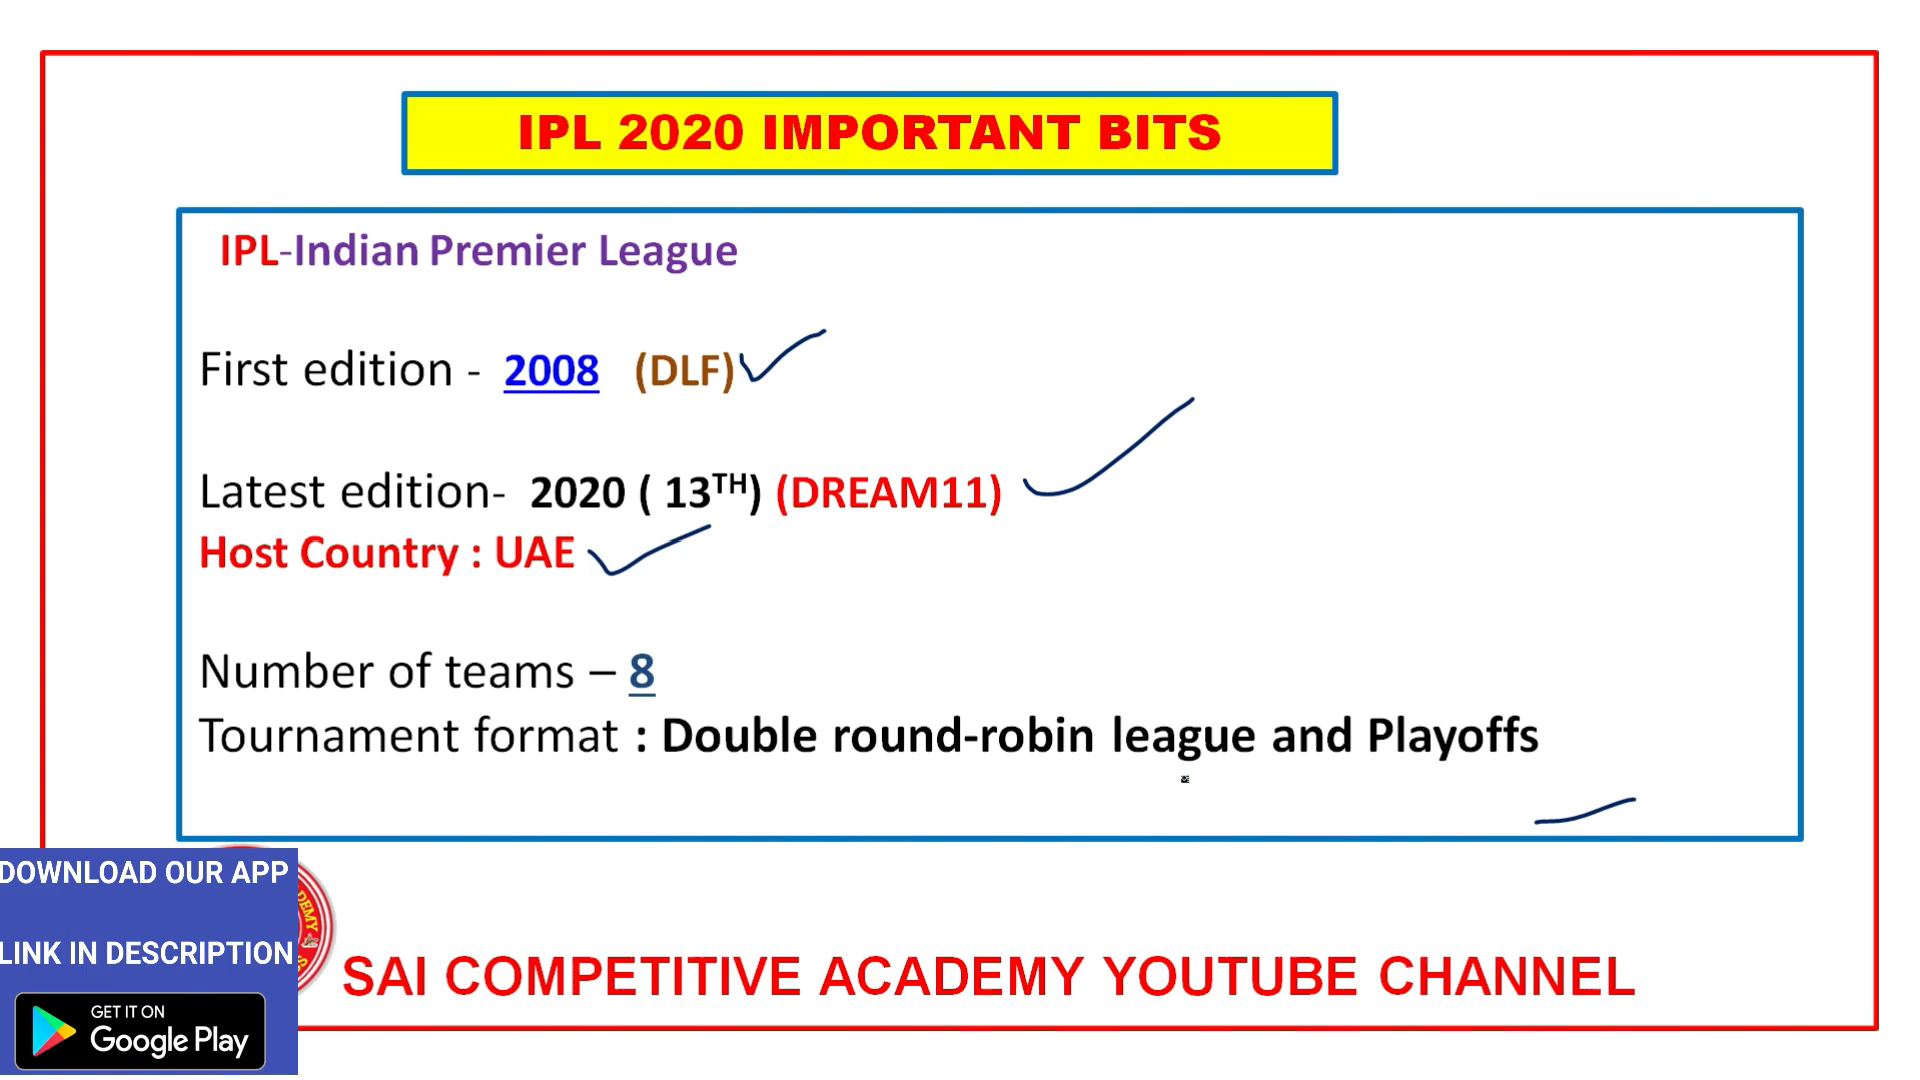 IPL 2020 IMPORTANT BITS
IPL-Indian Premier League
First edition - 2008 (DLF)
Latest edition- 2020 ( 13TH) (DREAM11)
Host Country : UAE
Number of teams – 8
Tournament format : Double round-robin league and Playoffs
DOWNLOAD OUR APP
LINK IN DESCRIPTION
GET IT ON
Google Play
SAI COMPETITIVE ACADEMY YOUTUBE CHANNEL